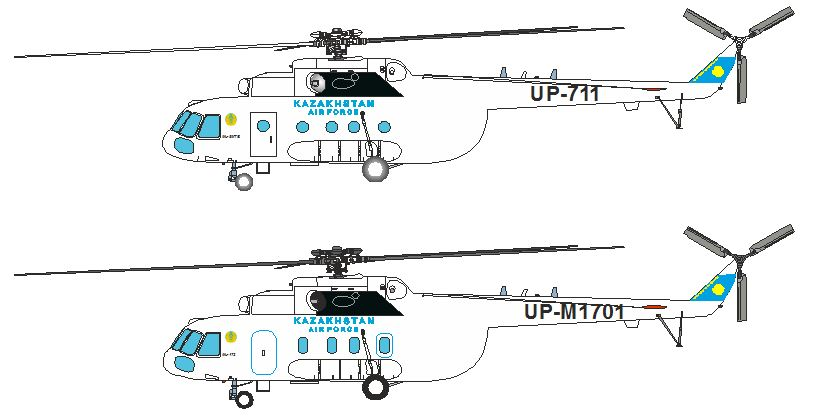 UP-711
KAZAKHSTAN
AIR FORCE
UP-M1701
KAZAKHSTAN
AIR FORCE